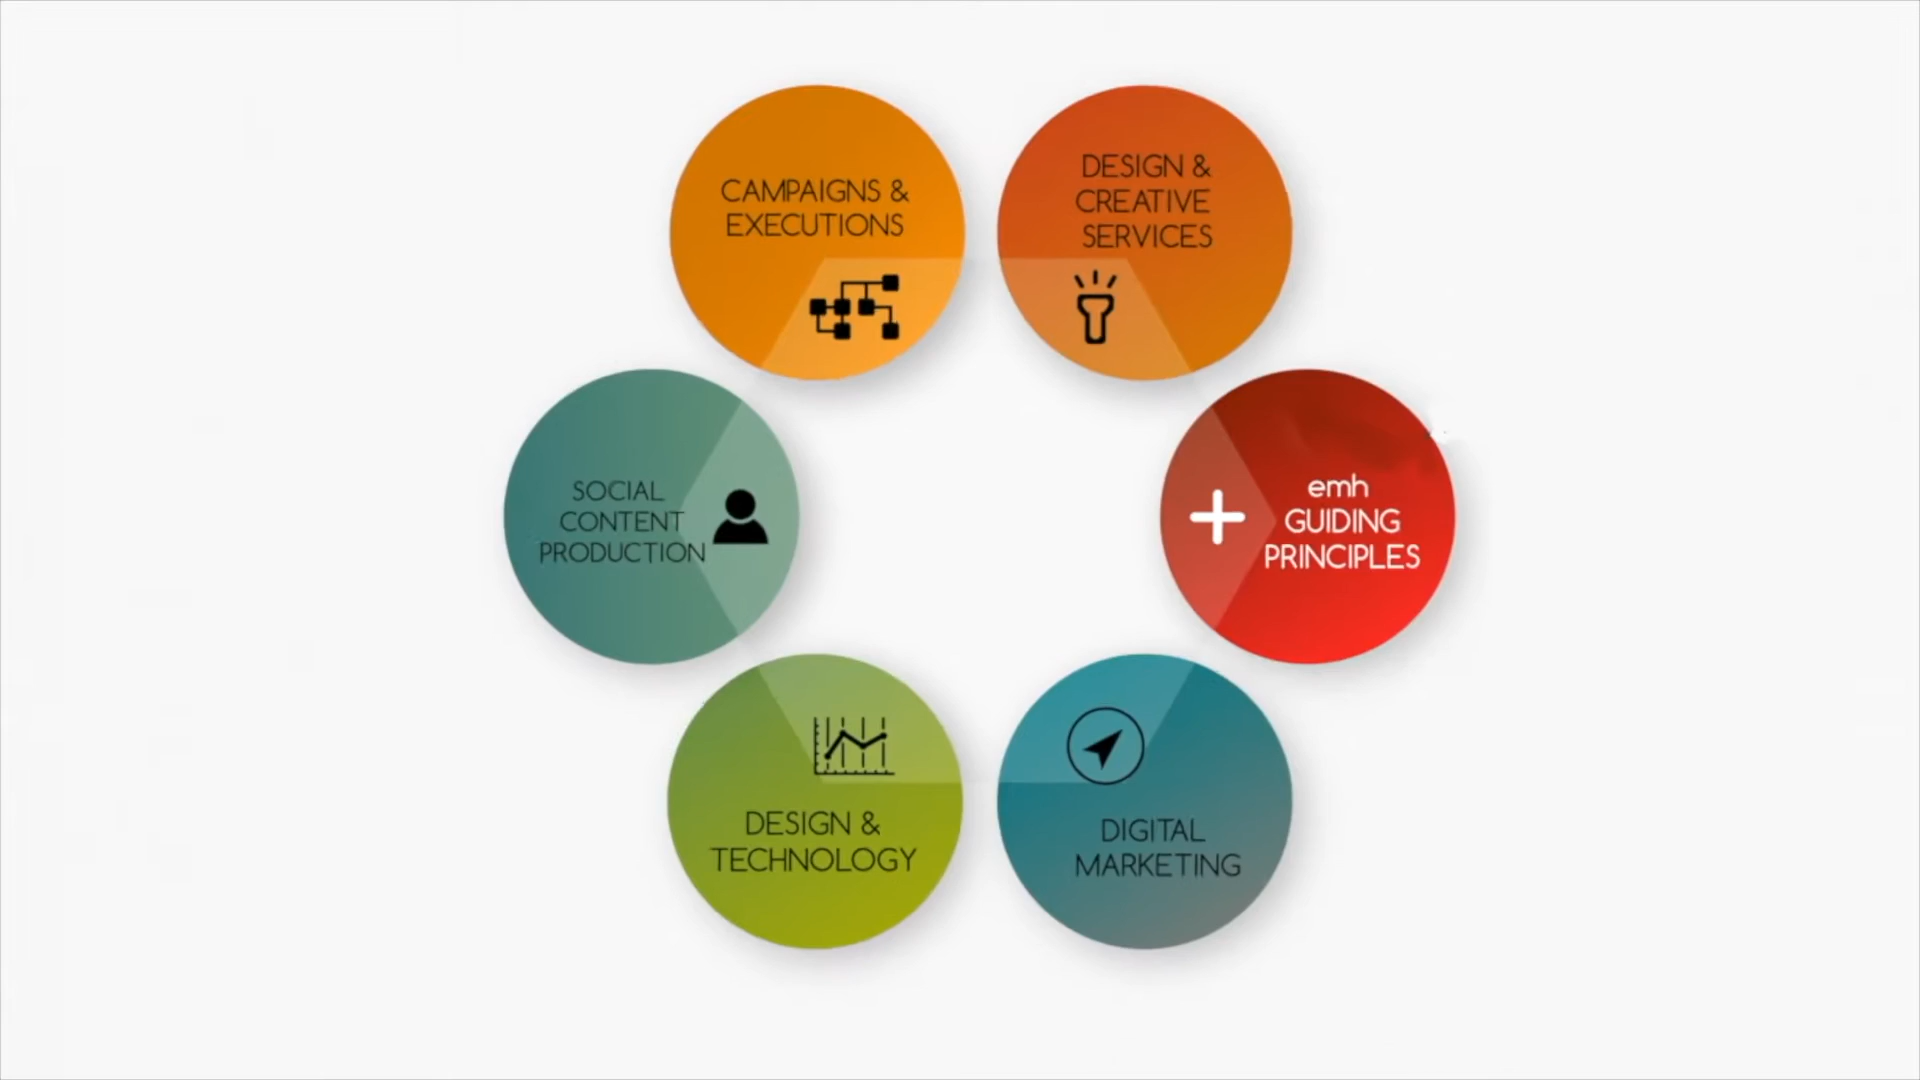 CAMPAIGNS &
EXECUTIONS
DESIGN &
CREATIVE
SERVICES
SOCIAL
CONTENT
PRODUCTION
emh
GUIDING
PRINCIPLES
DESIGN &
TECHNOLOGY
DIGITAL
MARKETING